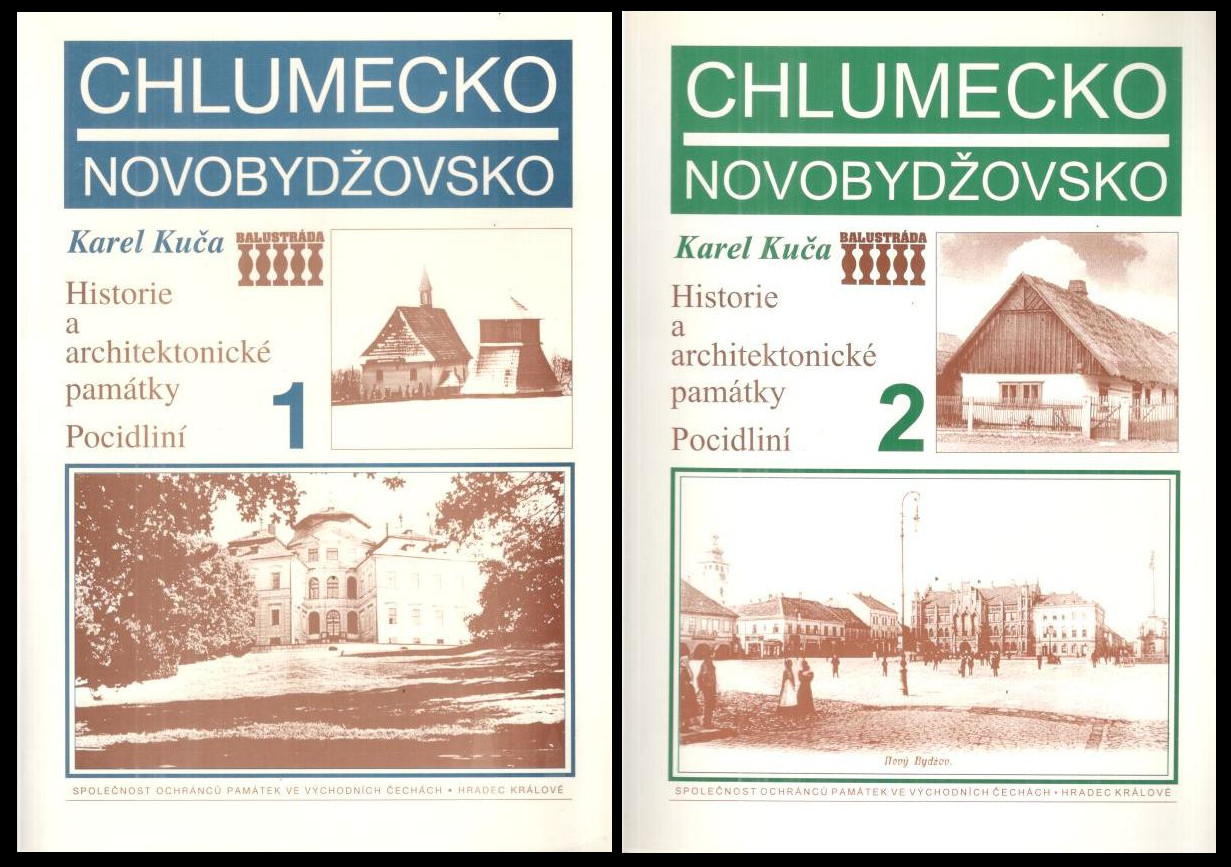 CHLUMECKO
NOVOBYDŽOVSKO
Karel Kuča
BALUSTRÁDA
Historie
a
architektonické
památky
1
Pocidliní
SPOLEČNOST OCHRÁNCŮ PAMÁTEK VE VÝCHODNÍCH ČECHÁCH • HRADEC KRÁLOVÉ
CHLUMECKO
NOVOBYDŽOVSKO
Karel Kuča
BALUSTRÁDA
Historie
a
architektonické
památky
2
Pocidliní
Nový Bydžov.
SPOLEČNOST OCHRÁNCŮ PAMÁTEK VE VÝCHODNÍCH ČECHÁCH • HRADEC KRÁLOVÉ